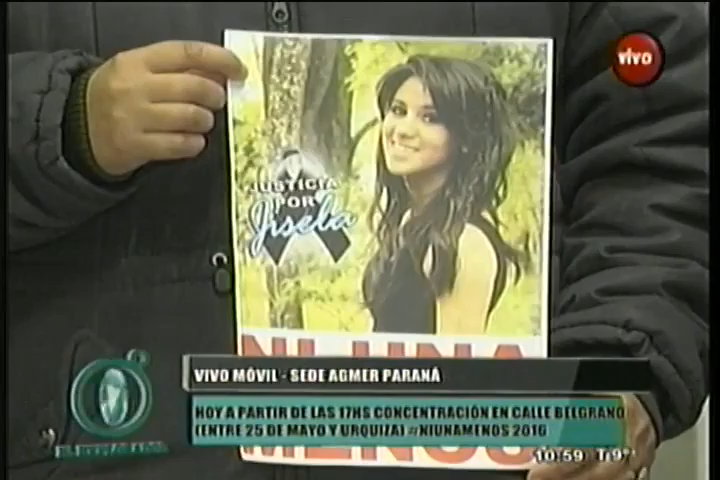 vivo
JUSTICIA
POR
Jisela
NI UNA
MENOS
VIVO MÓVIL - SEDE AGMER PARANÁ
HOY A PARTIR DE LAS 17HS CONCENTRACIÓN EN CALLE BELGRANO
(ENTRE 25 DE MAYO Y URQUIZA) #NIUNAMENOS 2016
10:59 T:9°